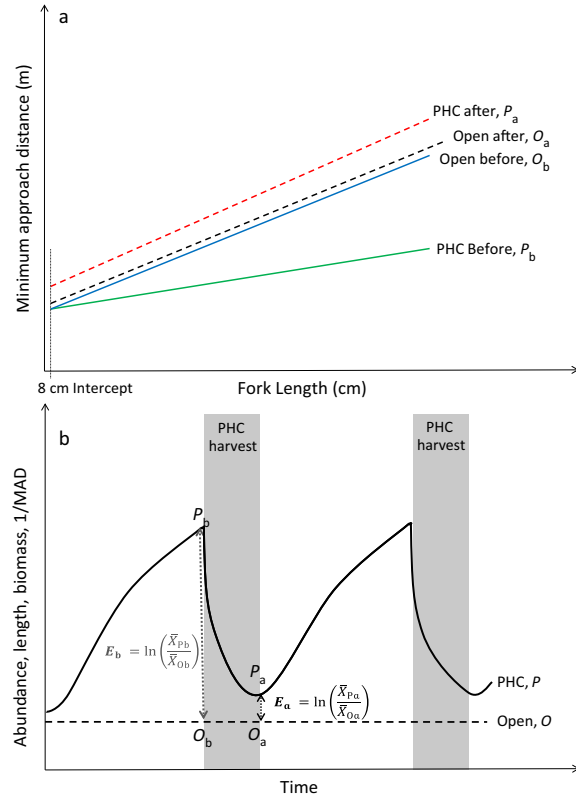 a
Minimum approach distance (m)
PHC after, Pa
Open after, Oa
Open before, Ob
PHC Before, Pb
8 cm Intercept
Fork Length (cm)
b
Abundance, length, biomass, 1/MAD
PHC
harvest
PHC
harvest
Pb
Eb = ln(X̅Pb/X̅Ob)
Pa
Ea = ln(X̅Pa/X̅Oa)
PHC, P
Open, O
Ob
Oa
Time